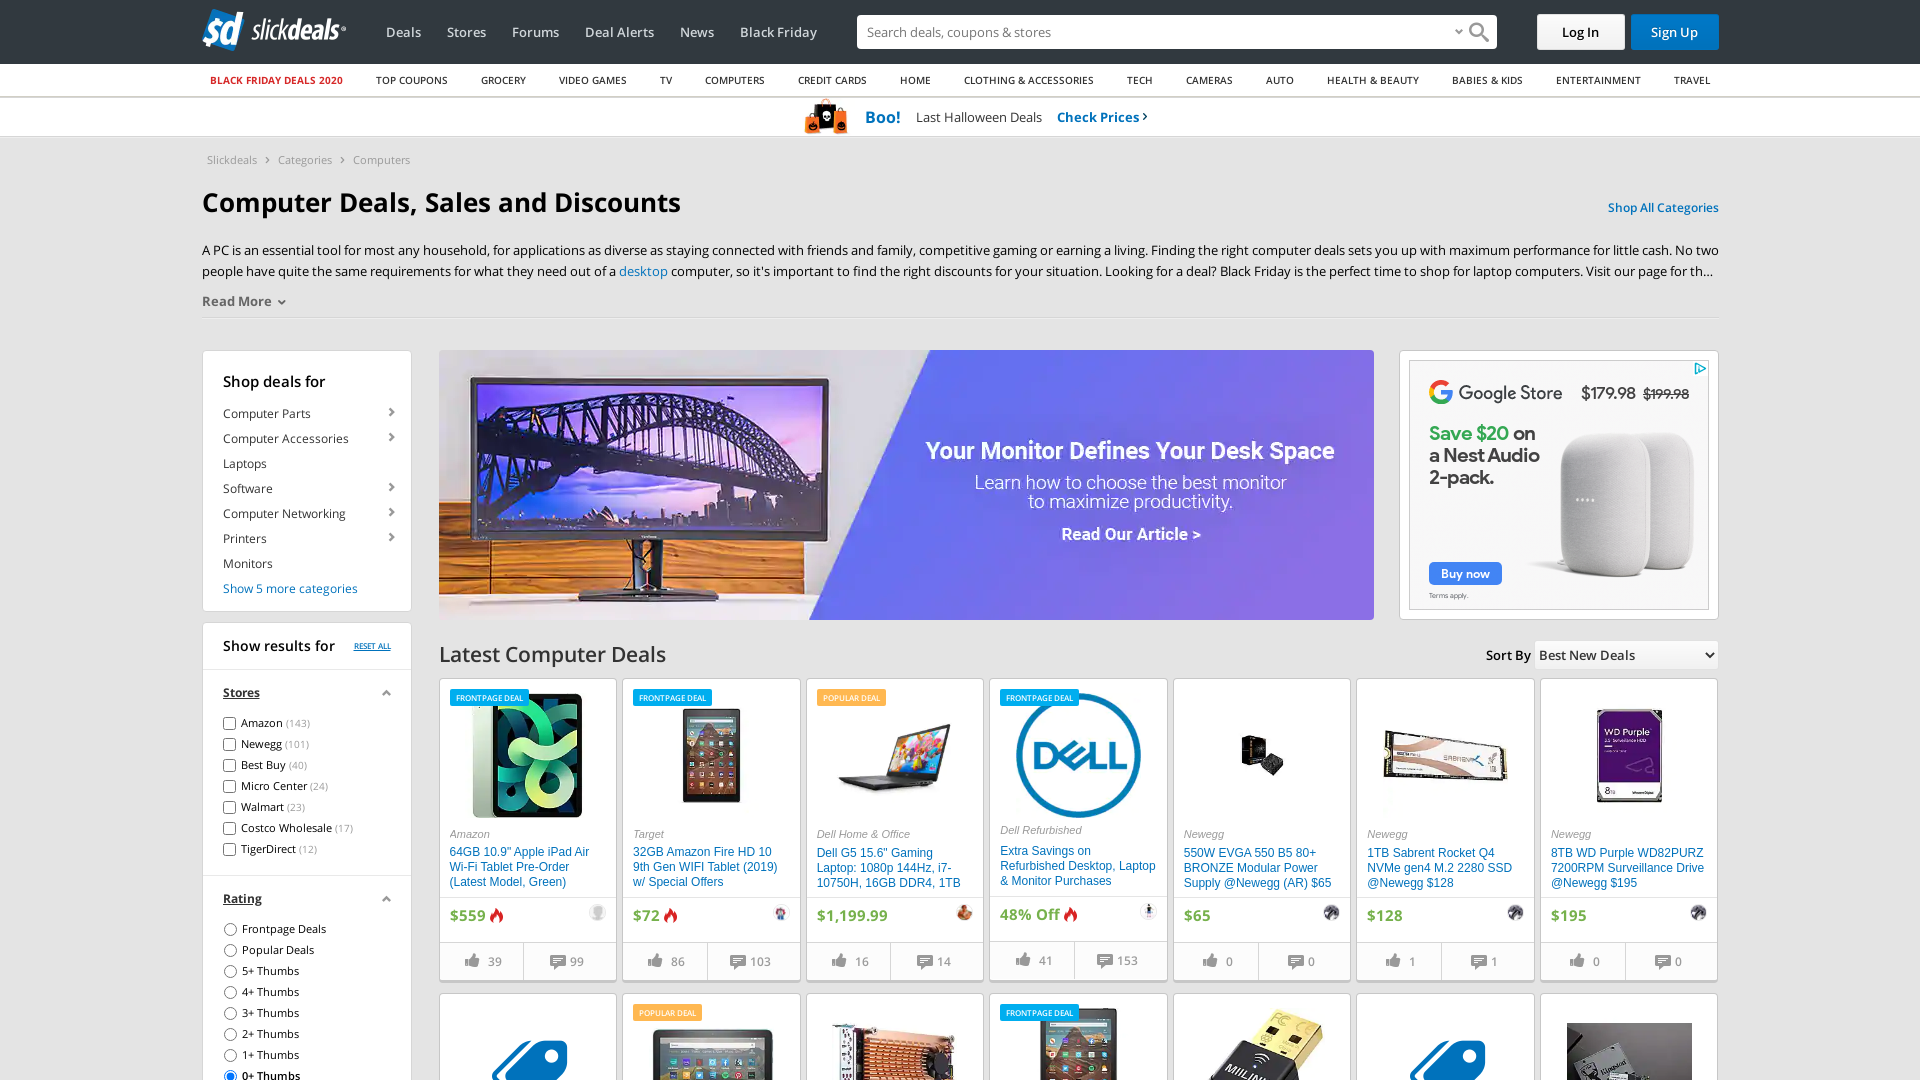 slickdeals
Deals
Stores
Forums
Deal Alerts
News
Black Friday
Search deals, coupons & stores
Log In
Sign Up
BLACK FRIDAY DEALS 2020
TOP COUPONS
GROCERY
VIDEO GAMES
TV
COMPUTERS
CREDIT CARDS
HOME
CLOTHING & ACCESSORIES
TECH
CAMERAS
AUTO
HEALTH & BEAUTY
BABIES & KIDS
ENTERTAINMENT
TRAVEL
Boo! Last Halloween Deals Check Prices
Slickdeals > Categories > Computers
Computer Deals, Sales and Discounts
Shop All Categories
A PC is an essential tool for most any household, for applications as diverse as staying connected with friends and family, competitive gaming or earning a living. Finding the right computer deals sets you up with maximum performance for little cash. No two
people have quite the same requirements for what they need out of a desktop computer, so it's important to find the right discounts for your situation. Looking for a deal? Black Friday is the perfect time to shop for laptop computers. Visit our page for th...
Read More
Shop deals for
Computer Parts
Computer Accessories
Laptops
Software
Computer Networking
Printers
Monitors
Show 5 more categories
Show results for
RESET ALL
Stores
Amazon (143)
Newegg (101)
Best Buy (40)
Micro Center (24)
Walmart (23)
Costco Wholesale (17)
TigerDirect (12)
Rating
Frontpage Deals
Popular Deals
5+ Thumbs
4+ Thumbs
3+ Thumbs
2+ Thumbs
1+ Thumbs
0+ Thumbs
Your Monitor Defines Your Desk Space
Learn how to choose the best monitor
to maximize productivity.
Read Our Article >
Google Store
$179.98 $199.98
Save $20 on
a Nest Audio
2-pack.
Buy now
Terms apply.
Latest Computer Deals
Sort By Best New Deals
FRONTPAGE DEAL
Amazon
64GB 10.9" Apple iPad Air
Wi-Fi Tablet Pre-Order
(Latest Model, Green)
$559
39
99
FRONTPAGE DEAL
Target
32GB Amazon Fire HD 10
9th Gen WIFI Tablet (2019)
w/ Special Offers
$72
86
103
POPULAR DEAL
Dell Home & Office
Dell G5 15.6" Gaming
Laptop: 1080p 144Hz, i7-
10750H, 16GB DDR4, 1TB
$1,199.99
16
14
FRONTPAGE DEAL
DELL
Dell Refurbished
Extra Savings on
Refurbished Desktop, Laptop
& Monitor Purchases
48% Off
41
153
Newegg
550W EVGA 550 B5 80+
BRONZE Modular Power
Supply @Newegg (AR) $65
$65
0
0
SABRENT
Newegg
1TB Sabrent Rocket Q4
NVMe gen4 M.2 2280 SSD
@Newegg $128
$128
1
1
WD Purple
8TB
Newegg
8TB WD Purple WD82PURZ
7200RPM Surveillance Drive
@Newegg $195
$195
0
0
POPULAR DEAL
FRONTPAGE DEAL